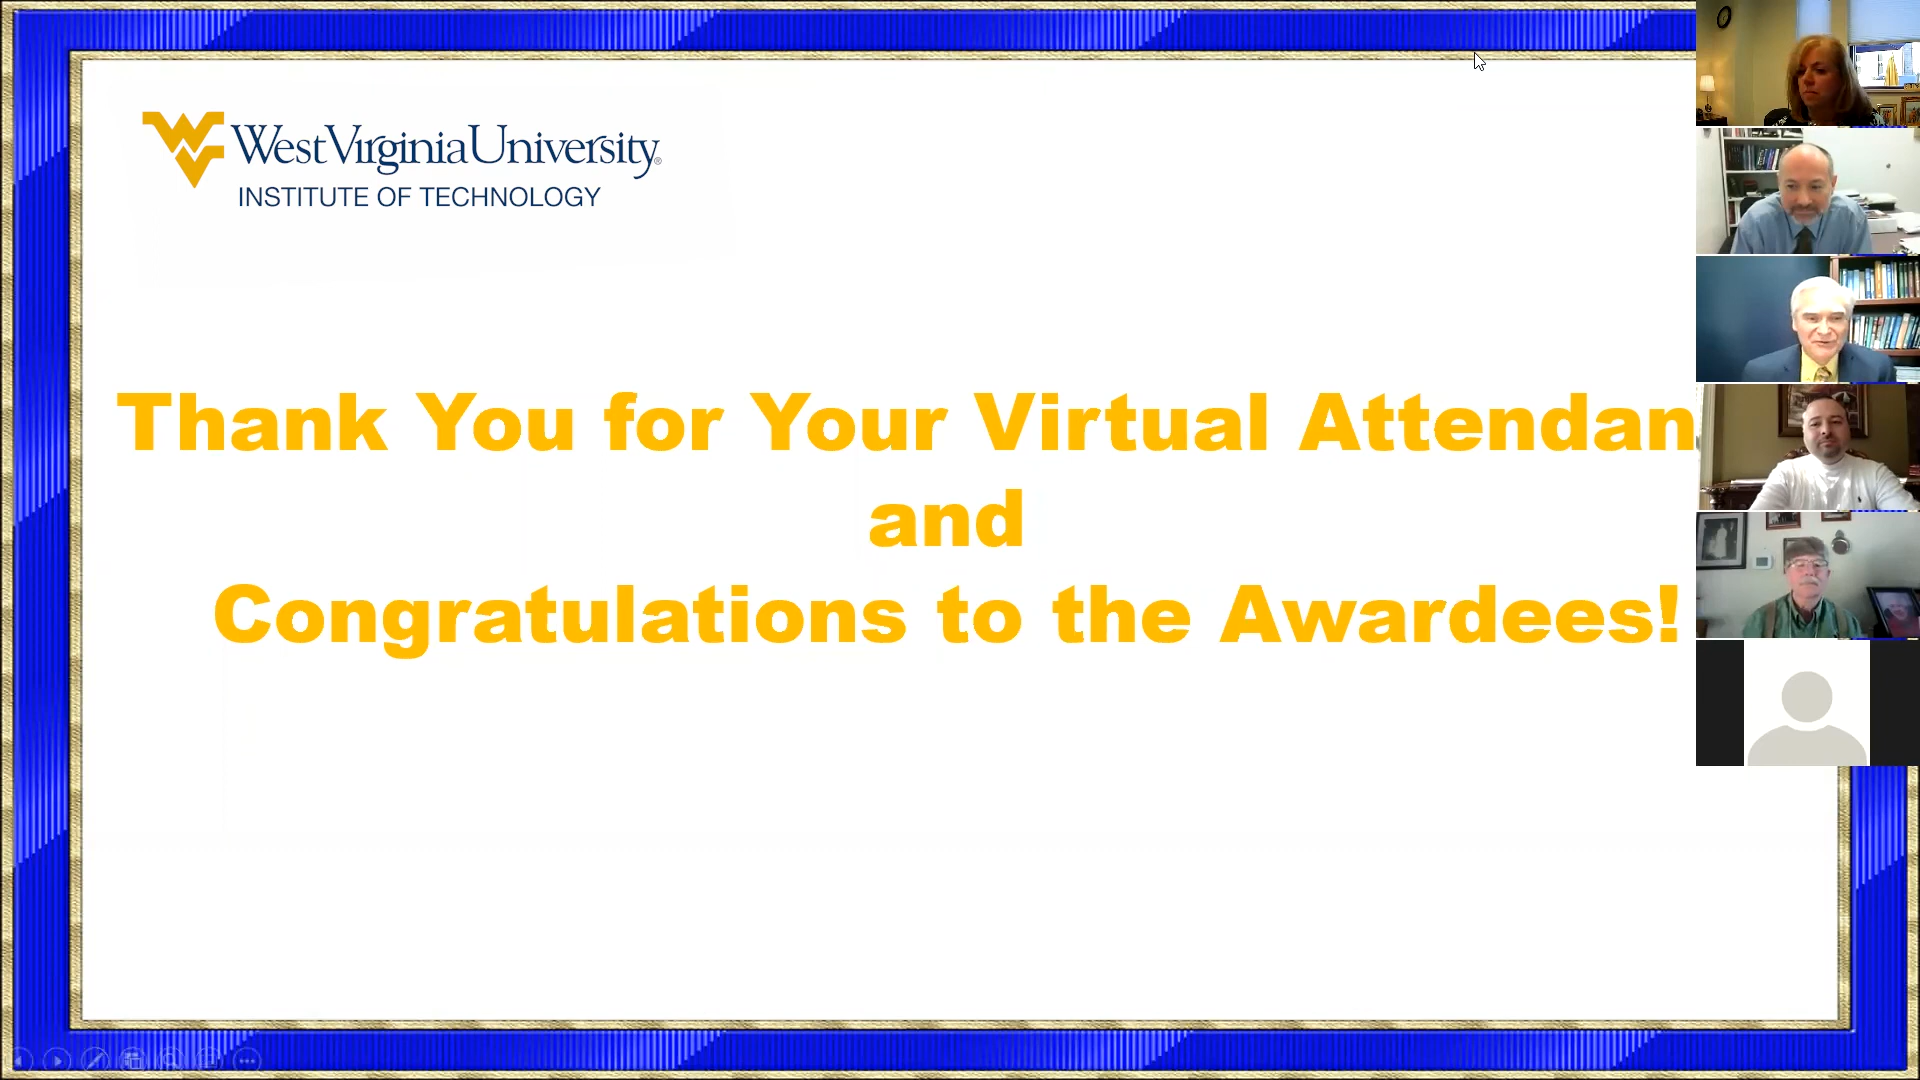 WestVirginiaUniversity®
INSTITUTE OF TECHNOLOGY
Thank You for Your Virtual Attendan
and
Congratulations to the Awardees!